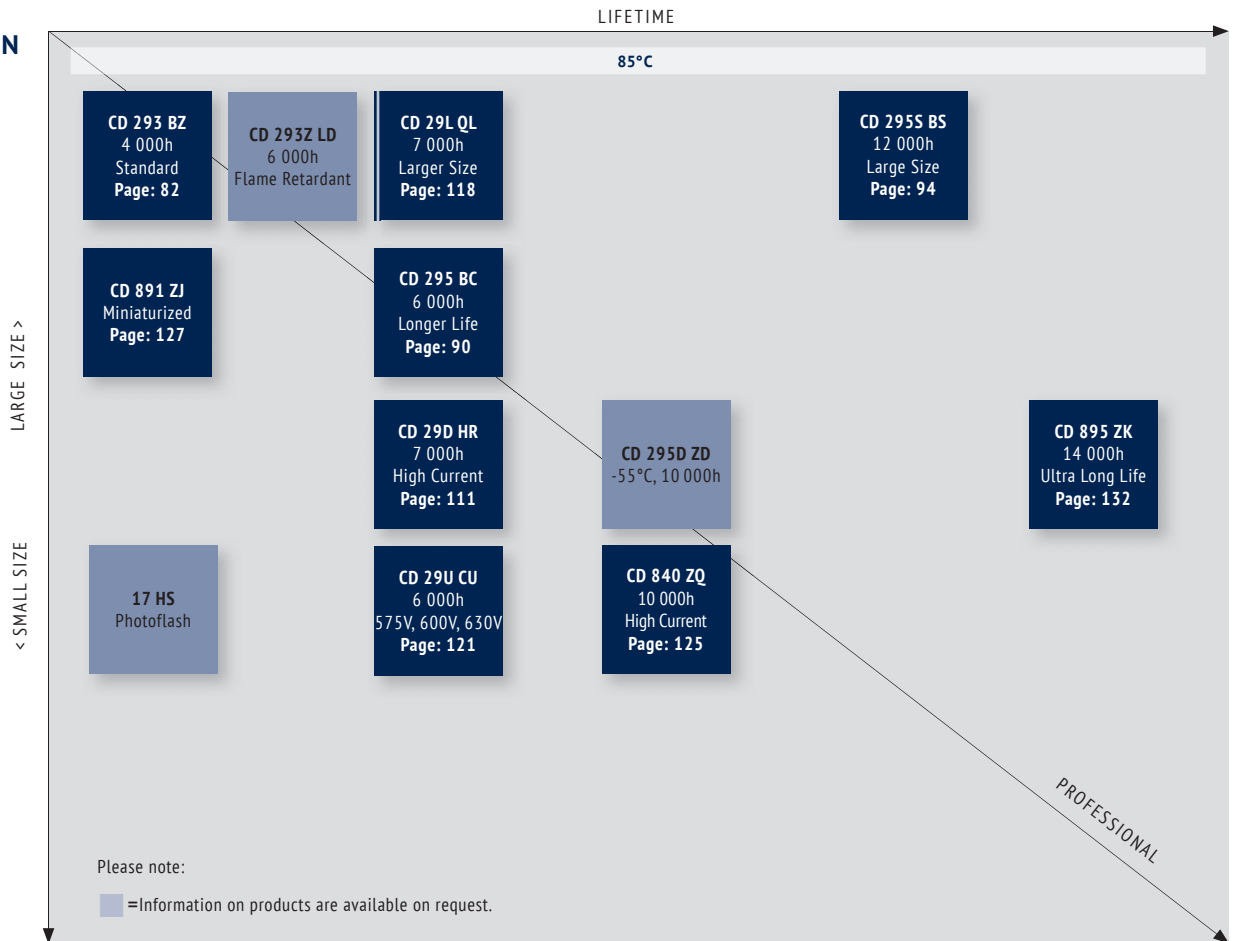 LIFETIME
N
85°C
CD 293 BZ
4 000h
Standard
Page: 82
CD 293Z LD
6 000h
Flame Retardant
CD 29L QL
7 000h
Larger Size
Page: 118
CD 295S BS
12 000h
Large Size
Page: 94
CD 891 ZJ
Miniaturized
Page: 127
CD 295 BC
6 000h
Longer Life
Page: 90
LARGE SIZE >
CD 29D HR
7 000h
High Current
Page: 111
CD 295D ZD
-55°C, 10 000h
CD 895 ZK
14 000h
Ultra Long Life
Page: 132
< SMALL SIZE
17 HS
Photoflash
CD 29U CU
6 000h
575V, 600V, 630V
Page: 121
CD 840 ZQ
10 000h
High Current
Page: 125
PROFESSIONAL
Please note:
=Information on products are available on request.